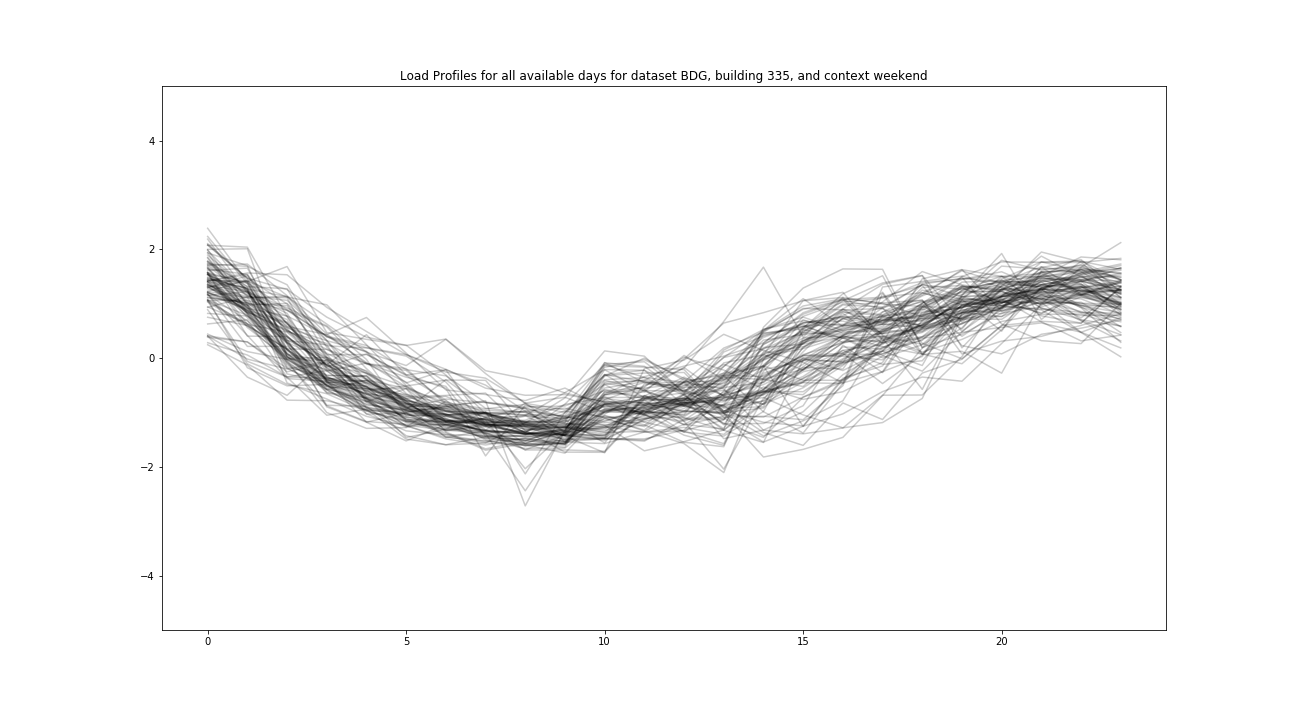 Load Profiles for all available days for dataset BDG, building 335, and context weekend
4
2
0
−2
−4
0 5 10 15 20